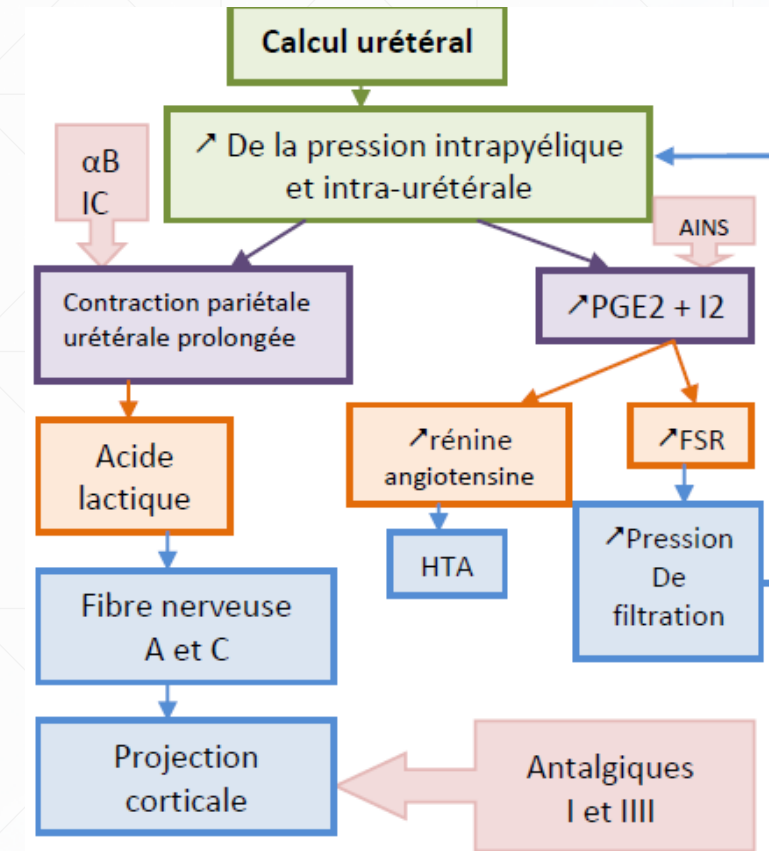 Calcul urétéral
↗ De la pression intrapyélique
et intra-urétérale
αB
IC
AINS
Contraction pariétale
urétérale prolongée
↗PGE2 + I2
Acide
lactique
↗rénine
angiotensine
↗FSR
HTA
↗Pression
De
filtration
Fibre nerveuse
A et C
Projection
corticale
Antalgiques
I et IIII